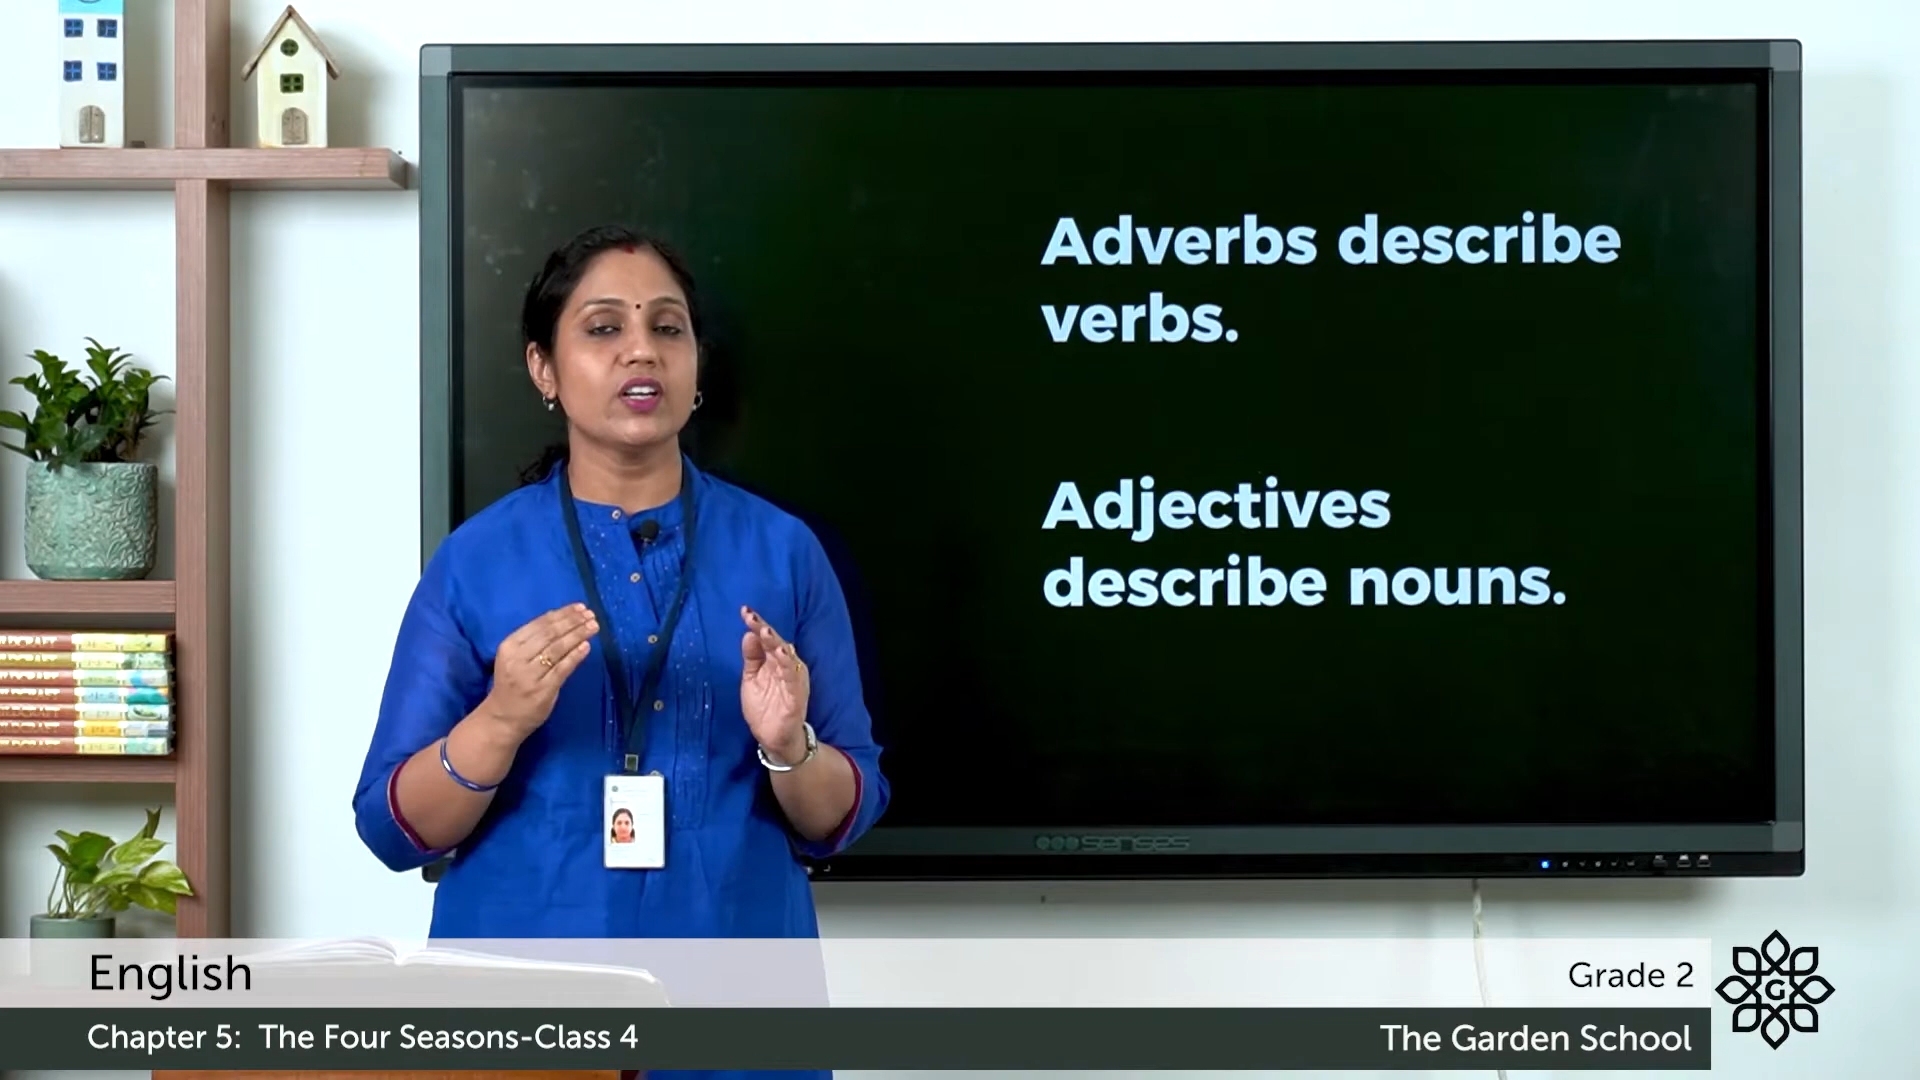 Adverbs describe
verbs.
Adjectives
describe nouns.
senses
English
Grade 2
G
Chapter 5: The Four Seasons-Class 4
The Garden School